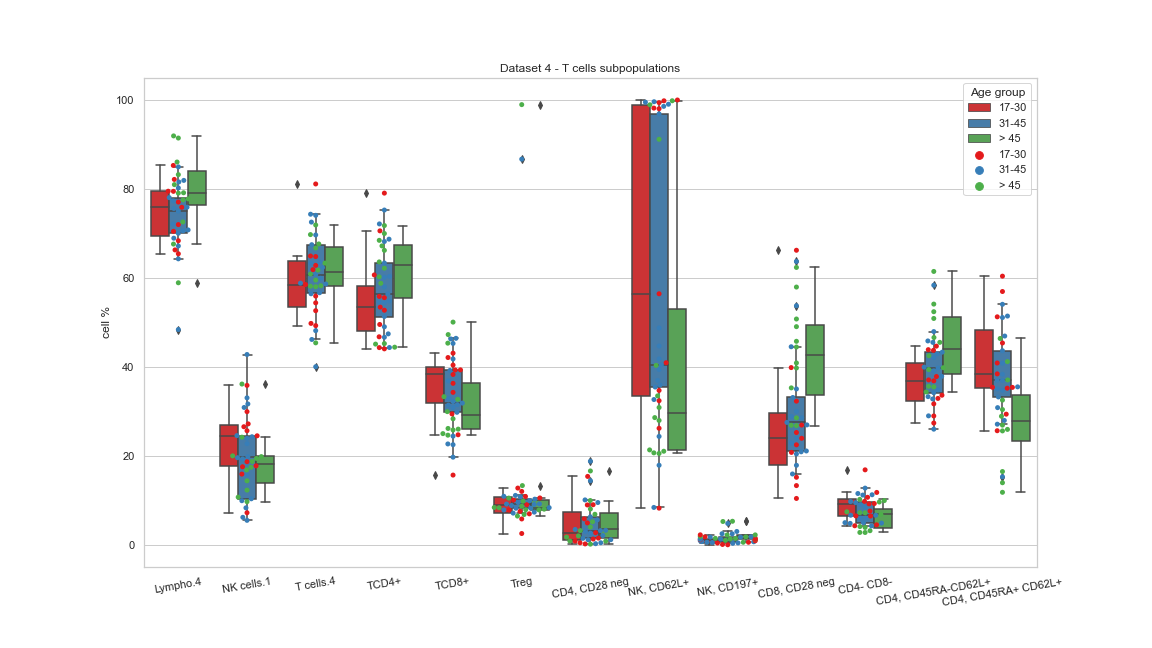 Dataset 4 - T cells subpopulations
cell %
100
80
60
40
20
0
Age group
17-30
31-45
> 45
17-30
31-45
> 45
Lympho.4
NK cells.1
T cells.4
TCD4+
TCD8+
Treg
CD4, CD28 neg
NK, CD62L+
NK, CD197+
CD8, CD28 neg
CD4- CD8-
CD4, CD45RA-CD62L+
CD4, CD45RA+ CD62L+